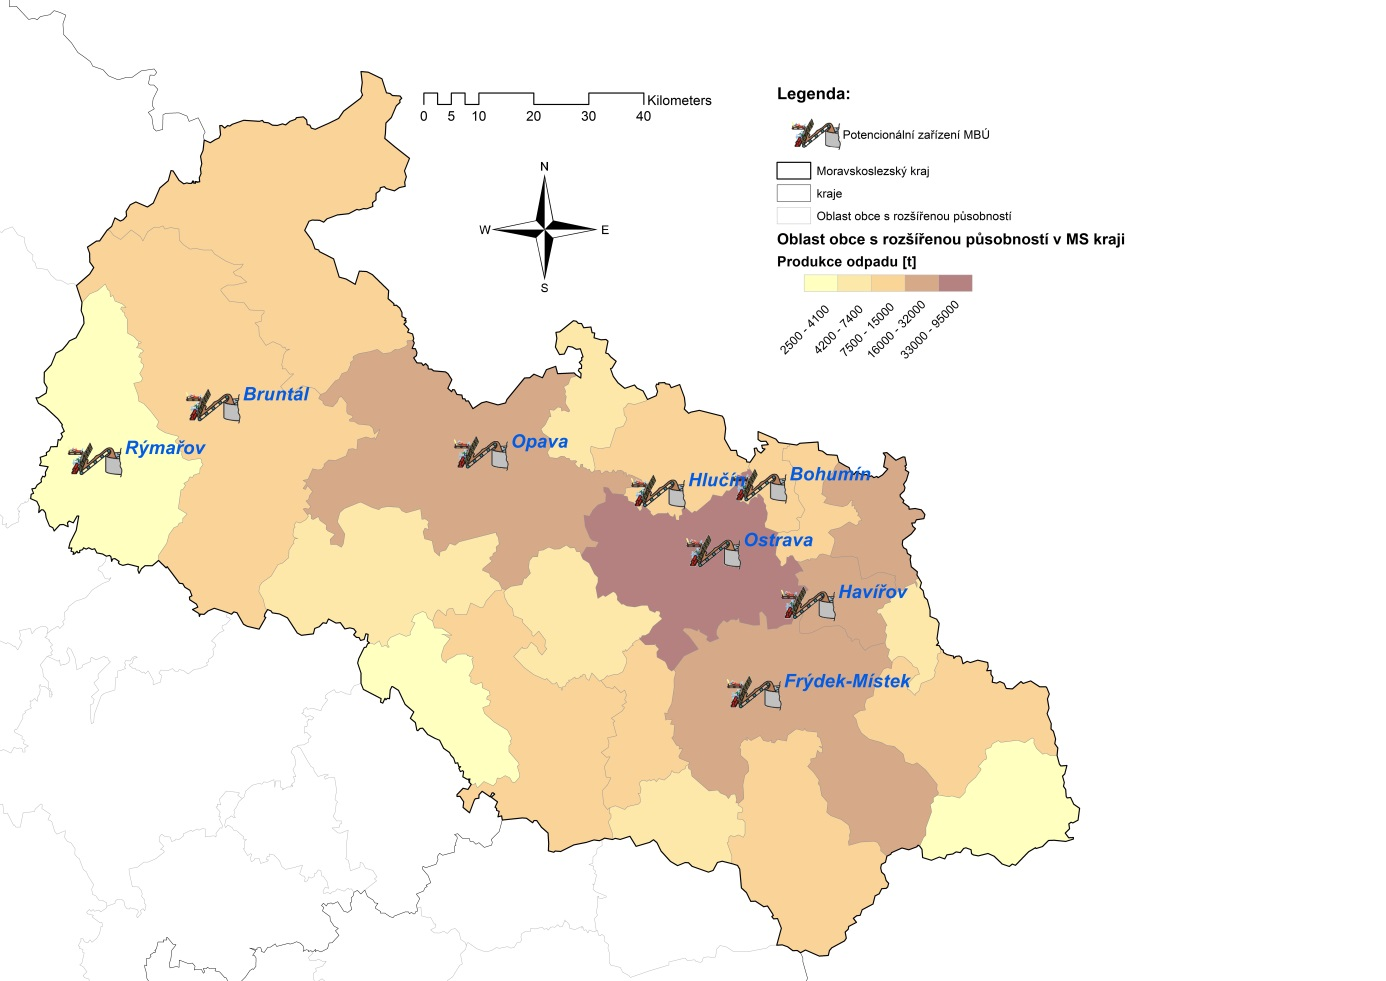 Kilometers
0 5 10 20 30 40
N
W E
S
Legenda:
Potencionální zařízení MBÚ
Moravskoslezský kraj
kraje
Oblast obce s rozšířenou působností
Oblast obce s rozšířenou působností v MS kraji
Produkce odpadu [t]
2500 - 4100
4200 - 7400
7500 - 15000
16000 - 32000
33000 - 95000
Bruntál
Rýmařov
Opava
Hlučín
Bohumín
Ostrava
Havířov
Frýdek-Místek